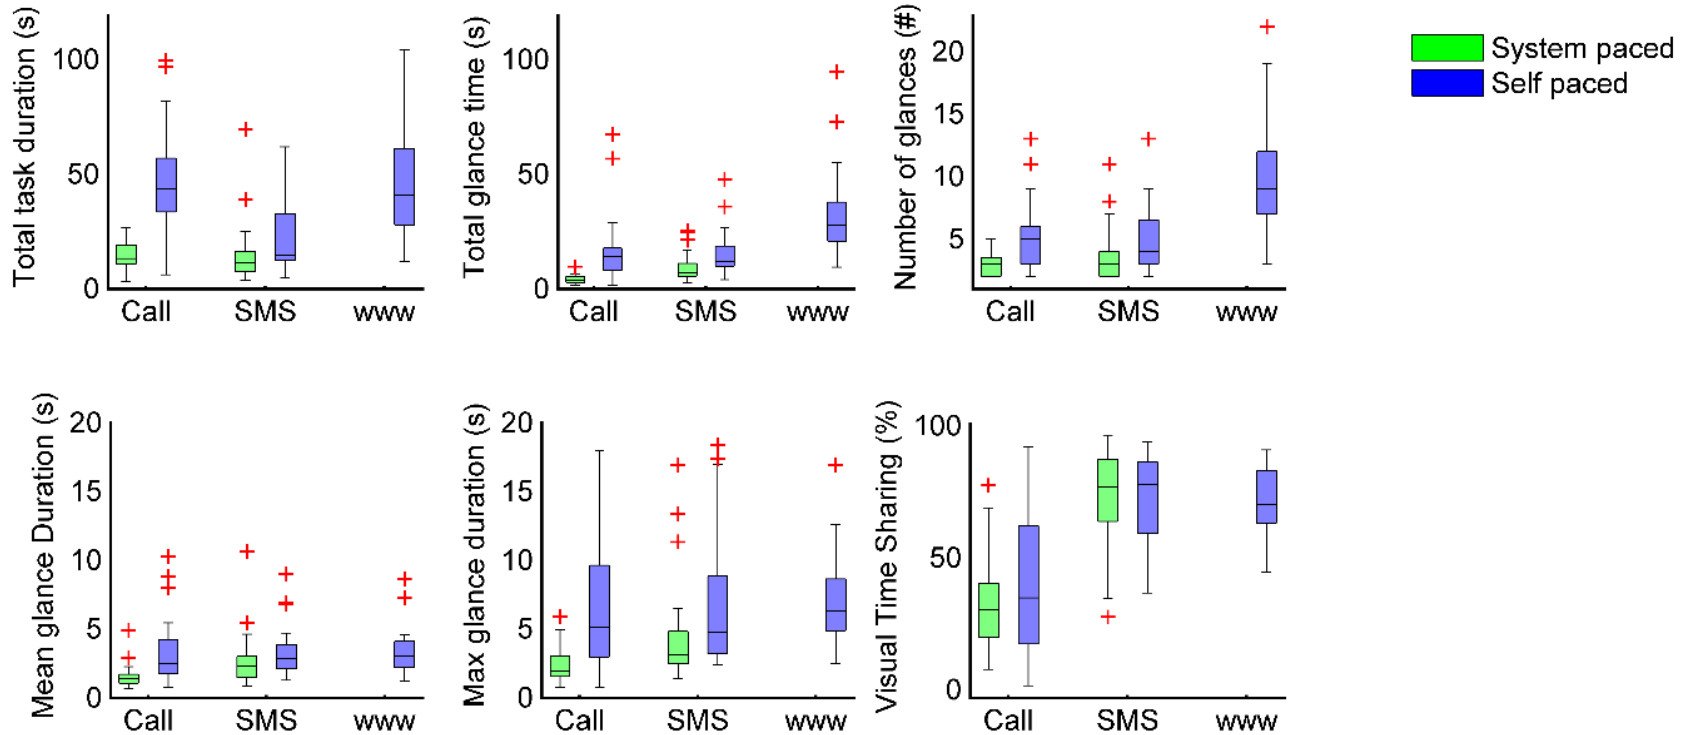 Total task duration (s)
100
50
0
Call SMS www
Total glance time (s)
100
50
0
Call SMS www
Number of glances (#)
20
15
10
5
Call SMS www
System paced
Self paced
Mean glance Duration (s)
20
15
10
5
0
Call SMS www
Max glance duration (s)
20
15
10
5
0
Call SMS www
Visual Time Sharing (%)
100
50
0
Call SMS www